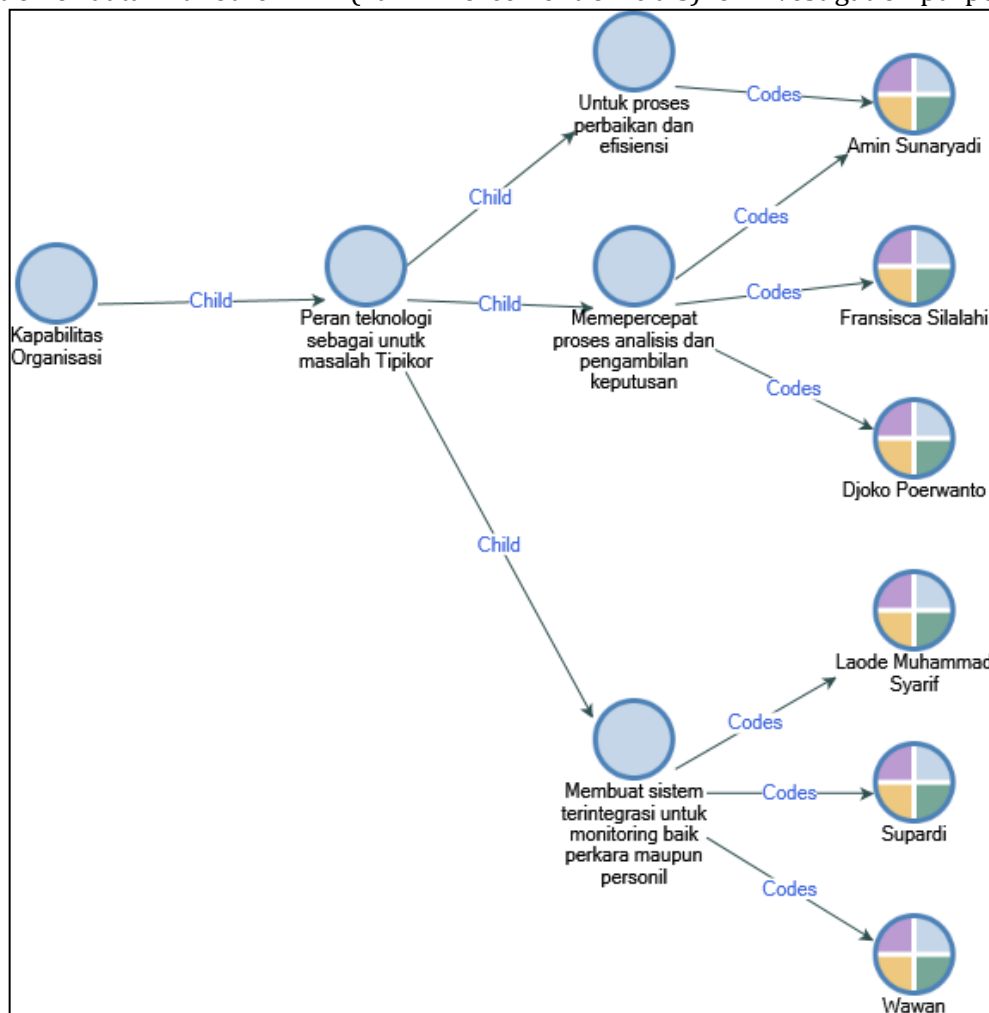 Untuk proses
perbaikan dan
efisiensi
Codes
Amin Sunaryadi
Child
Codes
Kapabilitas
Organisasi
Child
Peran teknologi
sebagai unutk
masalah Tipikor
Child
Memepercepat
proses analisis dan
pengambilan
keputusan
Codes
Fransisca Silalahi
Codes
Djoko Poerwanto
Child
Membuat sistem
terintegrasi untuk
monitoring baik
perkara maupun
personil
Codes
Laode Muhammad
Syarif
Codes
Supardi
Codes
Wawan